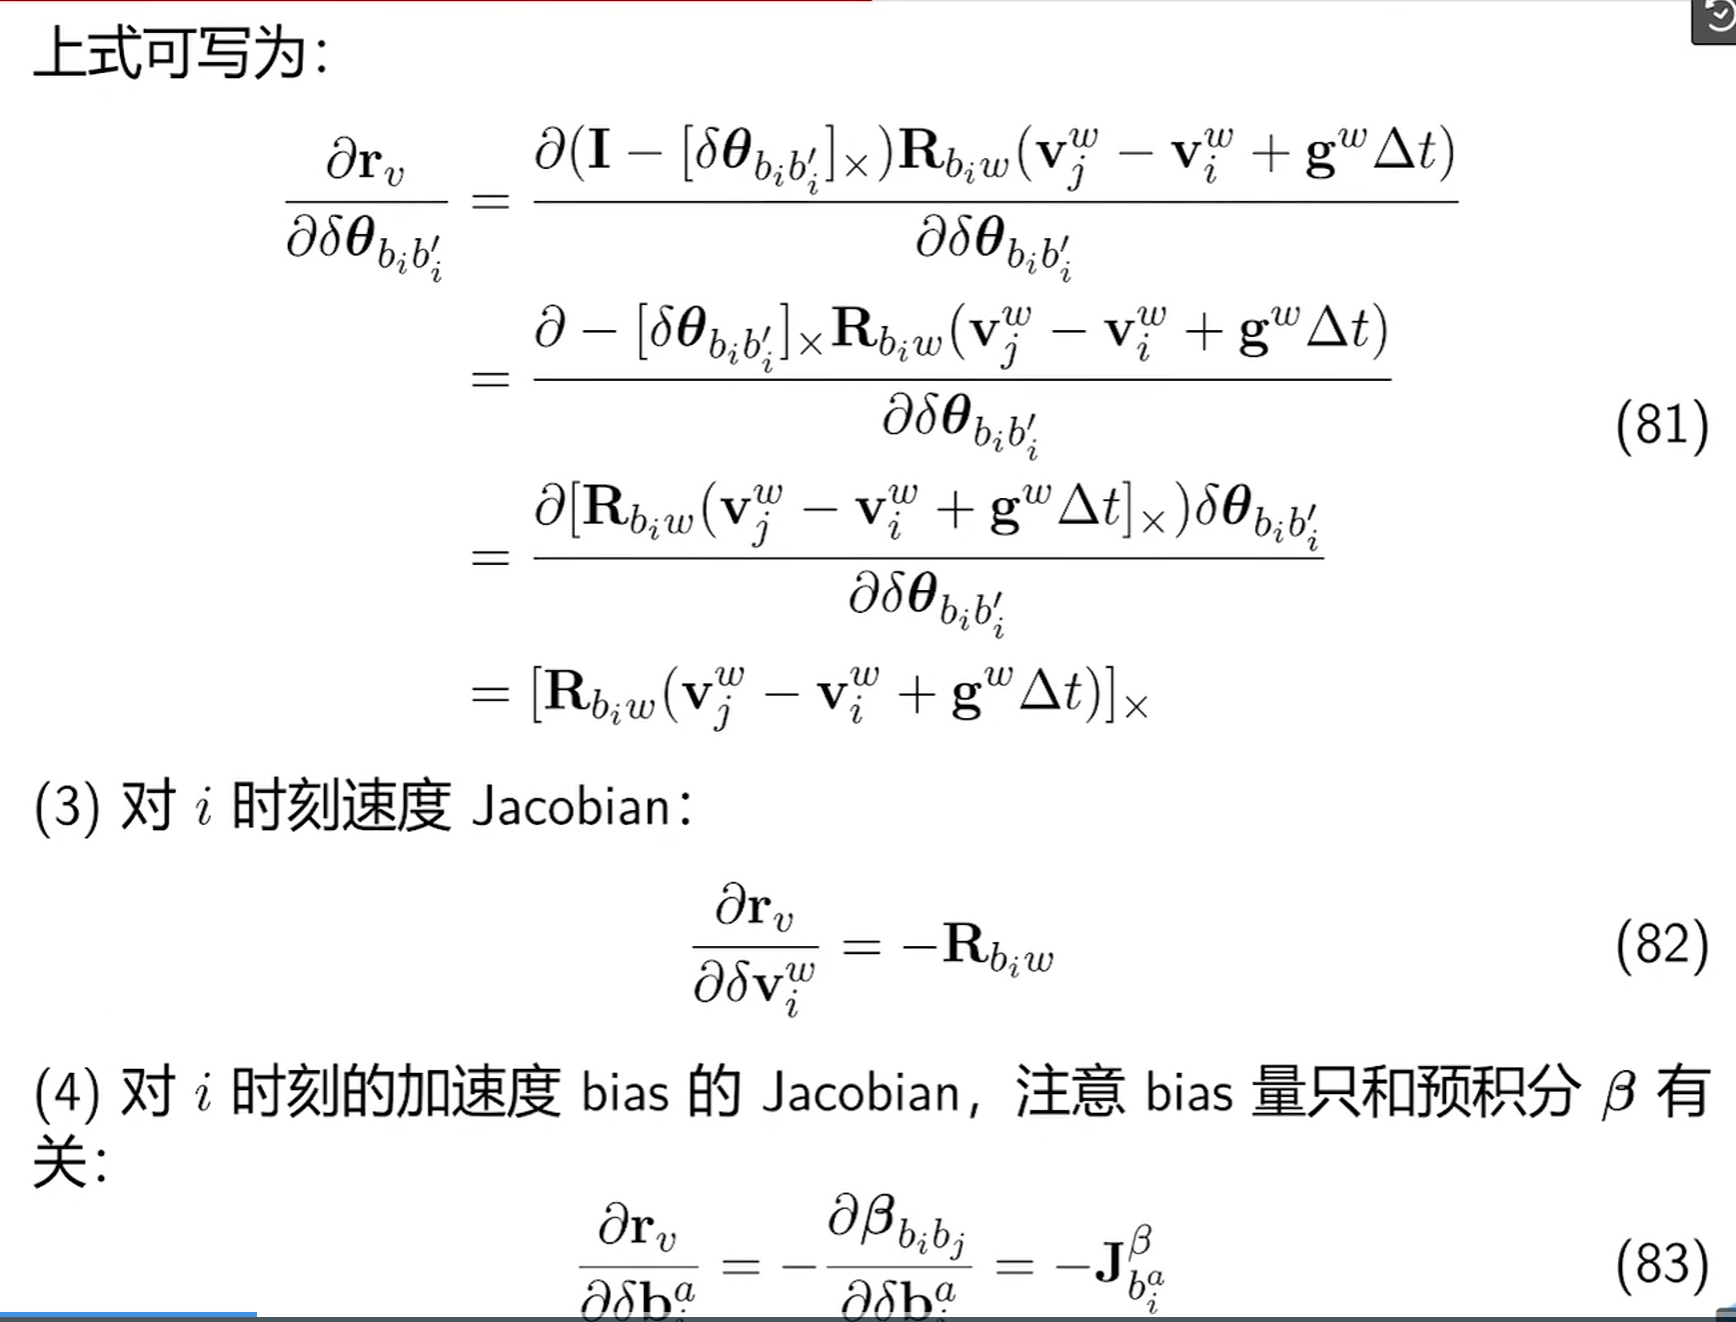 上式可写为：
\frac{\partial \mathbf{r}_v}{\partial \delta\boldsymbol{\theta}_{b_i b_i'}} = \frac{\partial (\mathbf{I} - [\delta\boldsymbol{\theta}_{b_i b_i'}]_\times) \mathbf{R}_{b_i w} (\mathbf{v}_j^w - \mathbf{v}_i^w + \mathbf{g}^w \Delta t)}{\partial \delta\boldsymbol{\theta}_{b_i b_i'}}
= \frac{\partial - [\delta\boldsymbol{\theta}_{b_i b_i'}]_\times \mathbf{R}_{b_i w} (\mathbf{v}_j^w - \mathbf{v}_i^w + \mathbf{g}^w \Delta t)}{\partial \delta\boldsymbol{\theta}_{b_i b_i'}}
(81)
= \frac{\partial [\mathbf{R}_{b_i w} (\mathbf{v}_j^w - \mathbf{v}_i^w + \mathbf{g}^w \Delta t]_\times) \delta\boldsymbol{\theta}_{b_i b_i'}}{\partial \delta\boldsymbol{\theta}_{b_i b_i'}}
= [\mathbf{R}_{b_i w} (\mathbf{v}_j^w - \mathbf{v}_i^w + \mathbf{g}^w \Delta t)]_\times
(3) 对 i 时刻速度 Jacobian：
\frac{\partial \mathbf{r}_v}{\partial \delta\mathbf{v}_i^w} = -\mathbf{R}_{b_i w} (82)
(4) 对 i 时刻的加速度 bias 的 Jacobian，注意 bias 量只和预积分 β 有
关：
\frac{\partial \mathbf{r}_v}{\partial \delta\mathbf{b}_i^a} = -\frac{\partial \boldsymbol{\beta}_{b_i b_j}}{\partial \delta\mathbf{b}_i^a} = -\mathbf{J}_{b_i^a}^{\beta} (83)